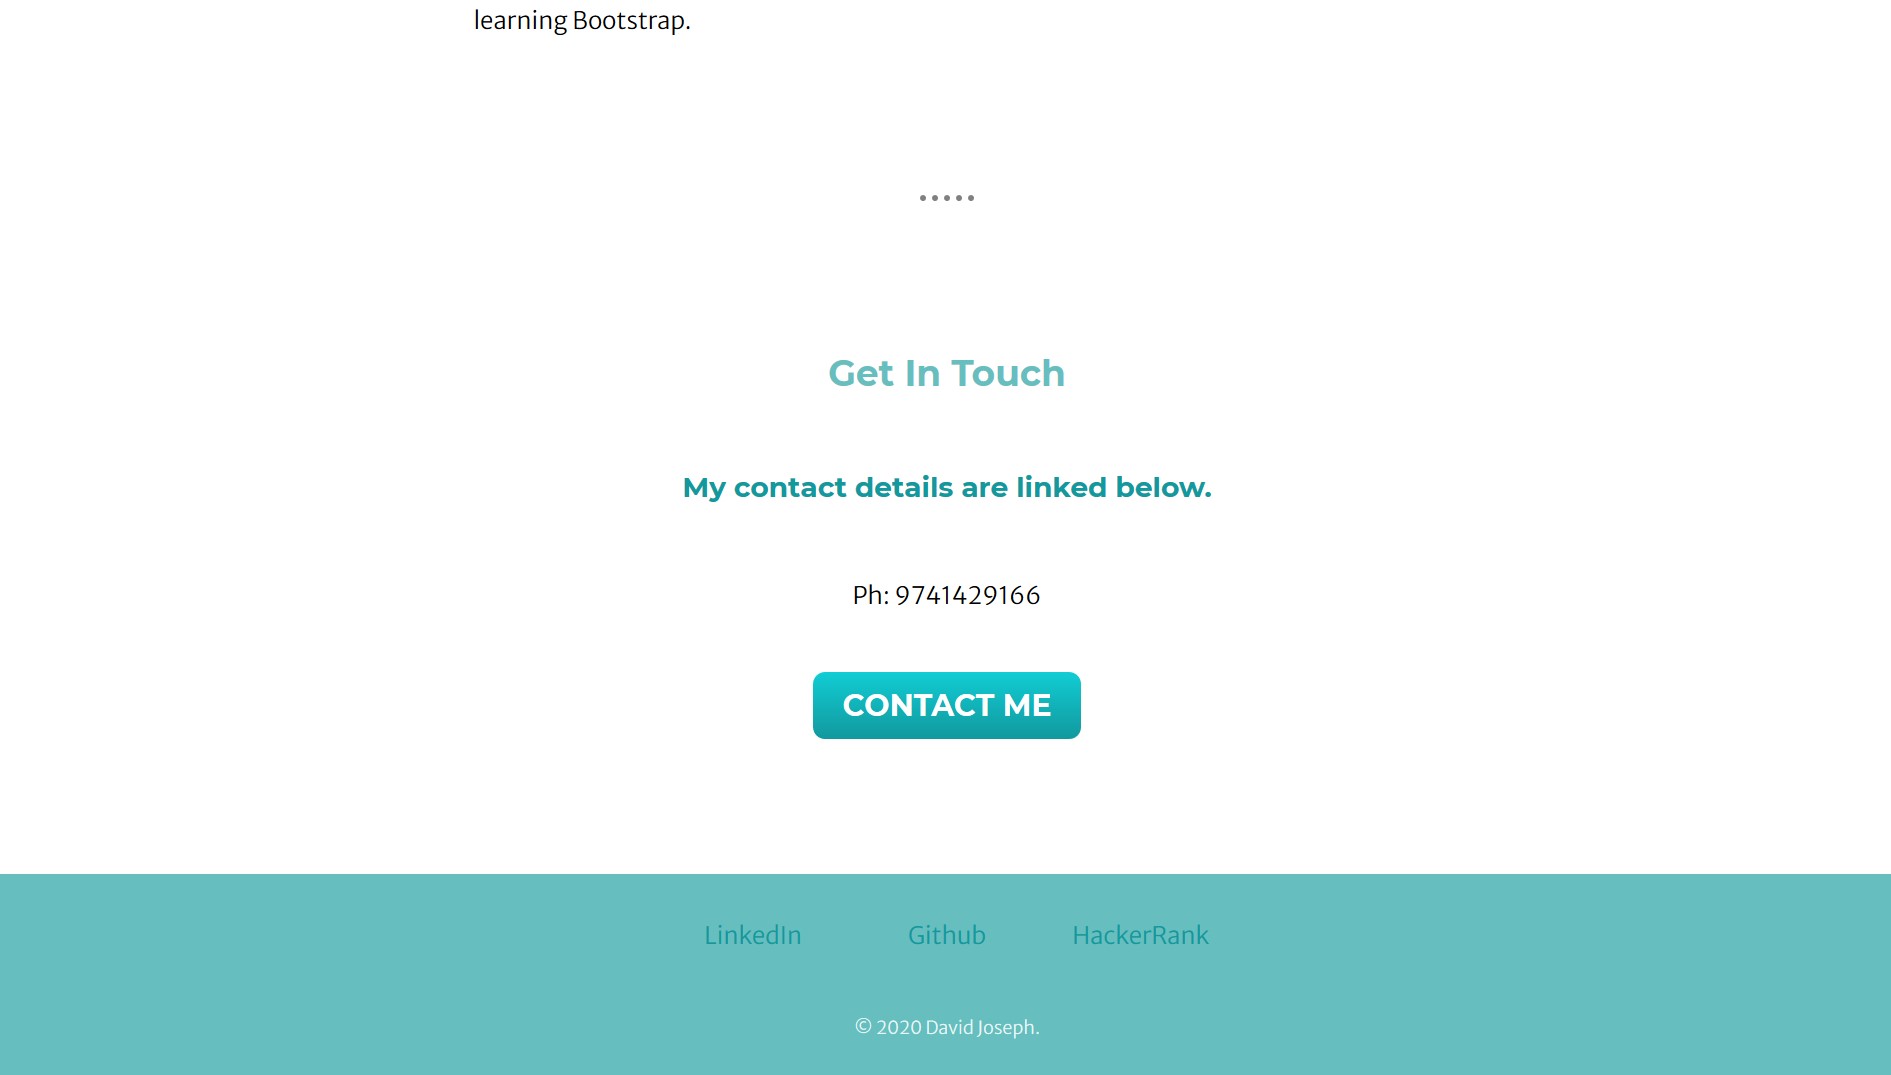 learning Bootstrap.
Get In Touch
My contact details are linked below.
Ph: 9741429166
CONTACT ME
LinkedIn Github HackerRank
© 2020 David Joseph.